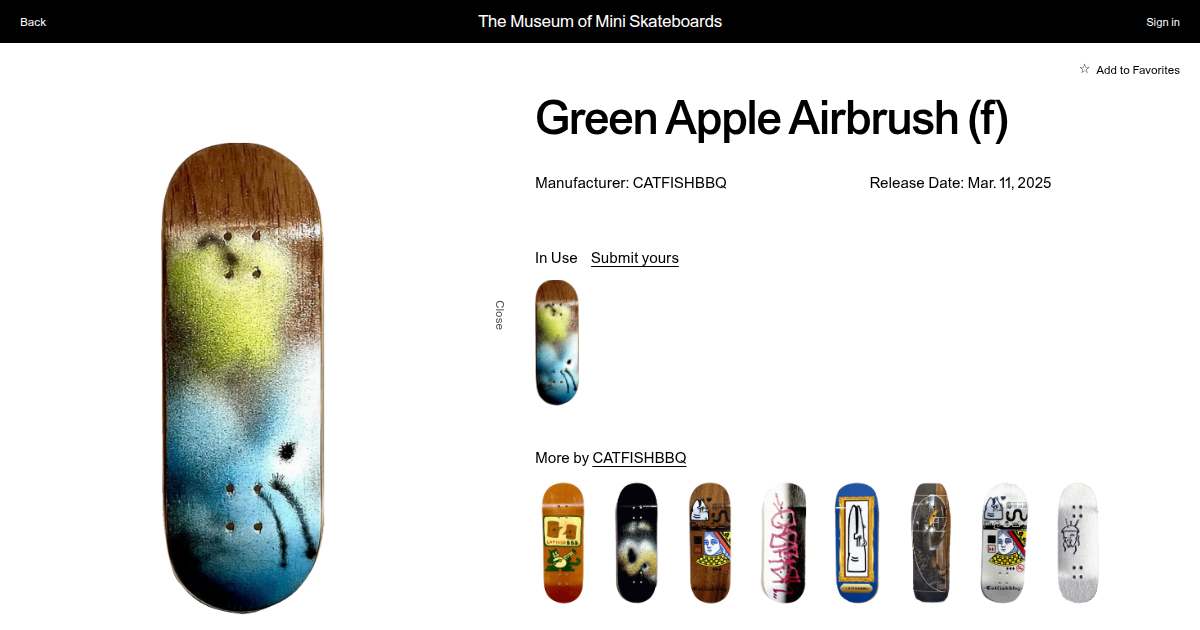 Back
The Museum of Mini Skateboards
Sign in
☆ Add to Favorites
Green Apple Airbrush (f)
Manufacturer: CATFISHBBQ
Release Date: Mar. 11, 2025
In Use Submit yours
Close
More by CATFISHBBQ